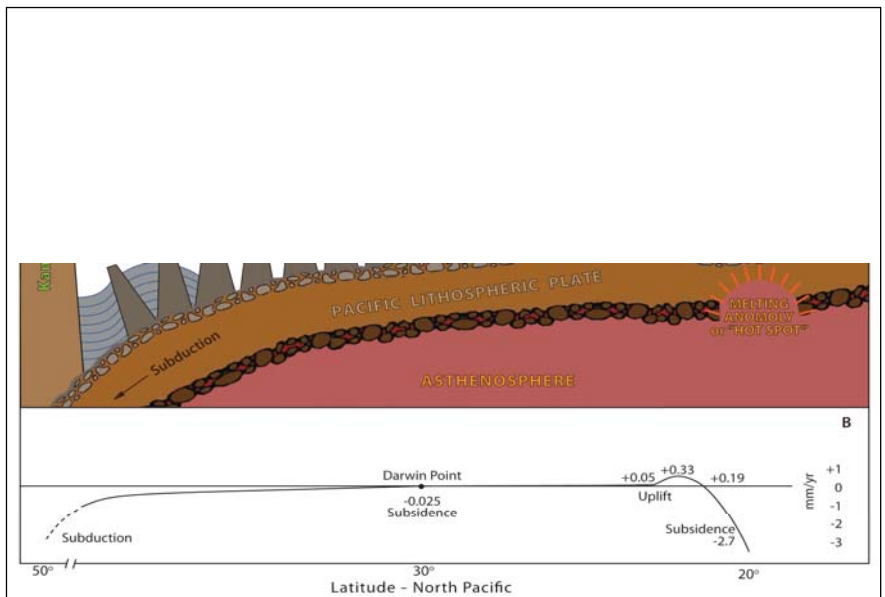 Kam
PACIFIC LITHOSPHERIC PLATE
MELTING
ANOMOLY
or "HOT SPOT"
Subduction
ASTHENOSPHERE
B
Darwin Point
-0.025
Subsidence
+0.05
+0.33
+0.19
Uplift
Subsidence
-2.7
Subduction
+1
0
-1
-2
-3
mm/yr
50°
30°
20°
Latitude - North Pacific